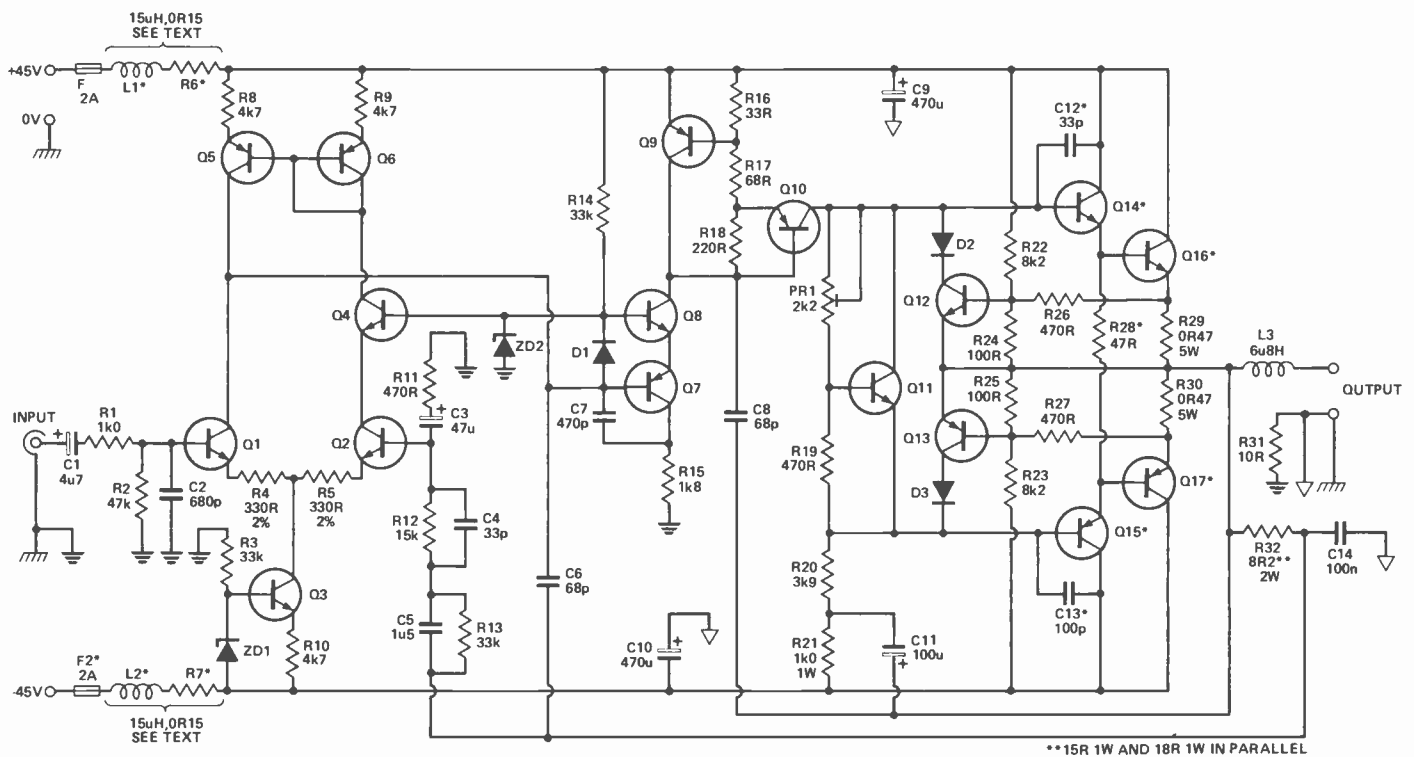 15uH,0R15
SEE TEXT
+45V
F
2A
L1*
R6*
0V
R8
4k7
R9
4k7
Q5
Q6
R14
33k
Q9
R16
33R
R17
68R
R18
220R
Q10
C9
470u
+
C12*
33p
Q14*
Q16*
D2
R22
8k2
PR1
2k2
Q12
R26
470R
R24
100R
R28*
47R
R29
0R47
5W
L3
6u8H
OUTPUT
Q4
ZD2
D1
Q8
Q7
R11
470R
+
C3
47u
C7
470p
C8
68p
Q11
R25
100R
R27
470R
R30
0R47
5W
Q13
INPUT
+
C1
4u7
R1
1k0
Q1
Q2
R2
47k
C2
680p
R4
330R
2%
R5
330R
2%
R15
1k8
R19
470R
D3
R23
8k2
Q17*
R31
10R
R3
33k
R12
15k
C4
33p
Q15*
R32
8R2**
2W
C14
100n
Q3
C6
68p
R20
3k9
C13*
100p
ZD1
R10
4k7
C5
1u5
R13
33k
C10
470u
+
R21
1k0
1W
C11
100u
+
F2*
2A
L2*
R7*
-45V
15uH,0R15
SEE TEXT
**15R 1W AND 18R 1W IN PARALLEL